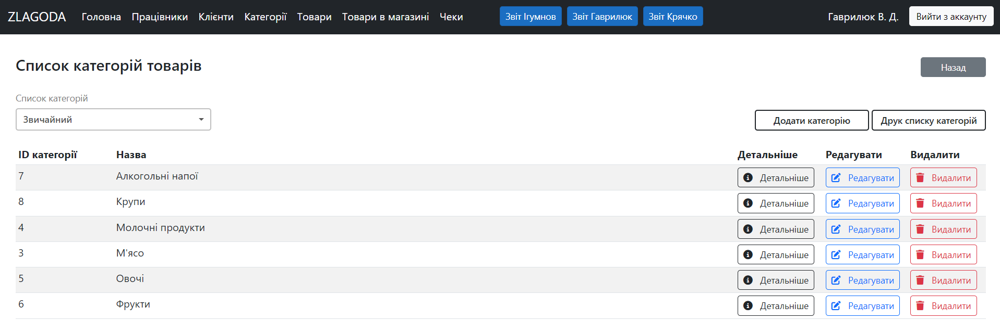 ZLAGODA Головна Працівники Клієнти Категорії Товари Товари в магазині Чеки Звіт Ігумнов Звіт Гаврилюк Звіт Крячко Гаврилюк В. Д. Вийти з аккаунту
Список категорій товарів Назад
Список категорій
Звичайний Додати категорію Друк списку категорій
ID категорії Назва Детальніше Редагувати Видалити
7 Алкогольні напої Детальніше Редагувати Видалити
8 Крупи Детальніше Редагувати Видалити
4 Молочні продукти Детальніше Редагувати Видалити
3 М'ясо Детальніше Редагувати Видалити
5 Овочі Детальніше Редагувати Видалити
6 Фрукти Детальніше Редагувати Видалити